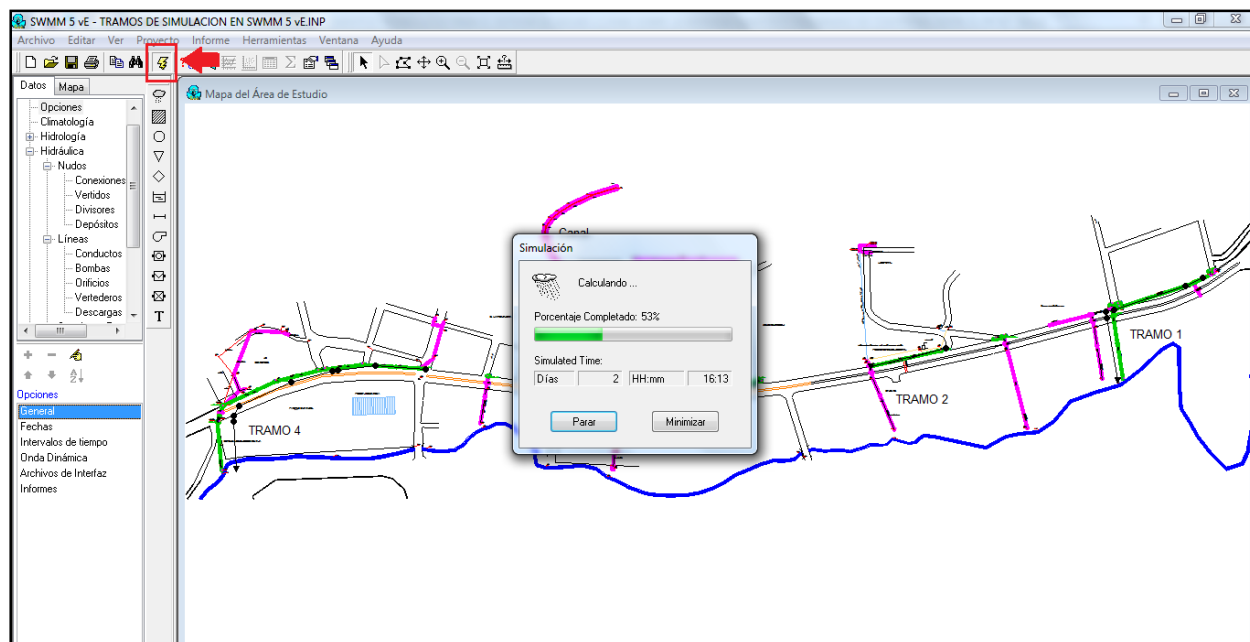 SWMM 5 vE - TRAMOS DE SIMULACION EN SWMM 5 vE.INP
Archivo Editar Ver Proyecto Informe Herramientas Ventana Ayuda
Datos Mapa
Opciones
Climatología
Hidrología
Hidráulica
Nudos
Conexiones
Vertidos
Divisores
Depósitos
Líneas
Conductos
Bombas
Orificios
Vertederos
Descargas
T
Opciones
General
Fechas
Intervalos de tiempo
Onda Dinámica
Archivos de Interfaz
Informes
Mapa del Área de Estudio
Canal
Simulación
Calculando ...
Porcentaje Completado: 53%
Simulated Time:
Días 2 HH:mm 16:13
Parar Minimizar
TRAMO 1
TRAMO 2
TRAMO 4